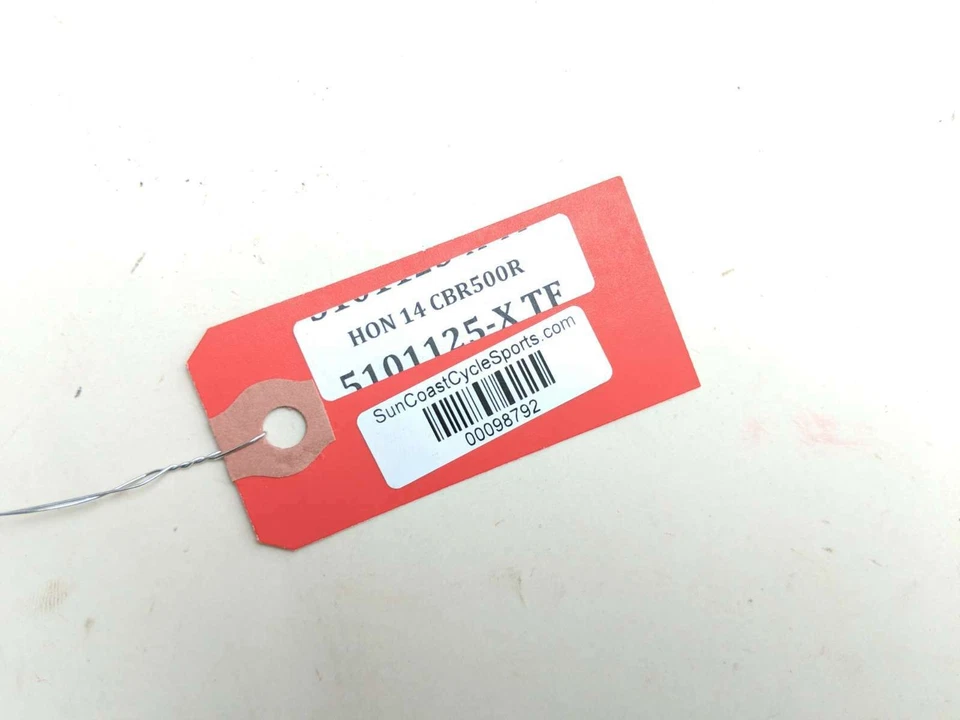 HON 14 CBR500R
5101125-X TF
SunCoastCycleSports.com
00098792